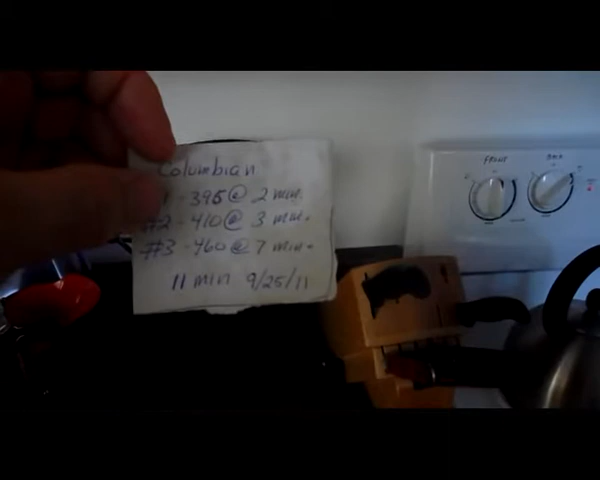 Columbian
1 - 395 @ 2 min.
#2 - 410 @ 3 min.
#3 - 460 @ 7 min.
11 min 9/25/11
FRONT